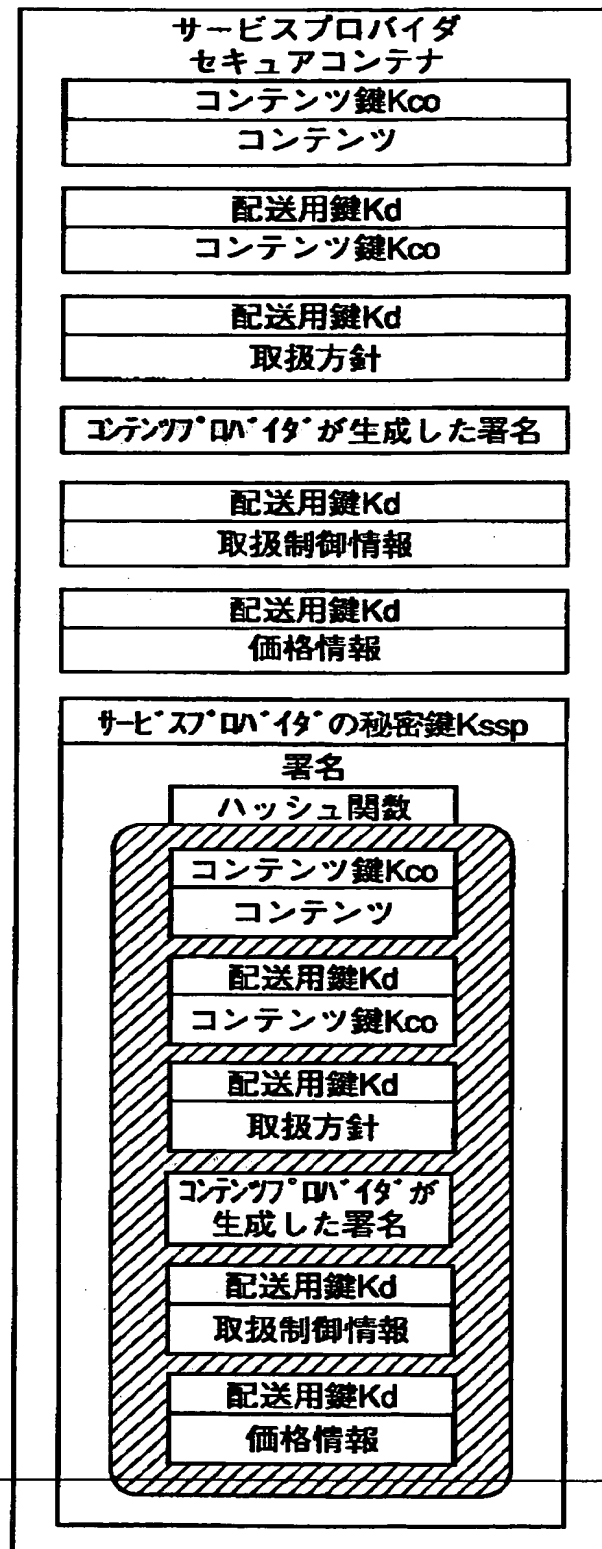 サービスプロバイダ
セキュアコンテナ
コンテンツ鍵Kco
コンテンツ
配送用鍵Kd
コンテンツ鍵Kco
配送用鍵Kd
取扱方針
ｺﾝﾃﾝﾂﾌﾟﾛﾊﾞｲﾀﾞが生成した署名
配送用鍵Kd
取扱制御情報
配送用鍵Kd
価格情報
ｻｰﾋﾞｽﾌﾟﾛﾊﾞｲﾀﾞの秘密鍵Kssp
署名
ハッシュ関数
コンテンツ鍵Kco
コンテンツ
配送用鍵Kd
コンテンツ鍵Kco
配送用鍵Kd
取扱方針
ｺﾝﾃﾝﾂﾌﾟﾛﾊﾞｲﾀﾞが
生成した署名
配送用鍵Kd
取扱制御情報
配送用鍵Kd
価格情報